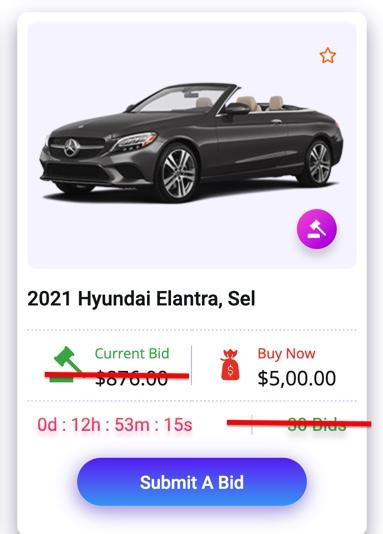 2021 Hyundai Elantra, Sel
Current Bid
$876.00
Buy Now
$5,00.00
0d : 12h : 53m : 15s
30 Bids
Submit A Bid